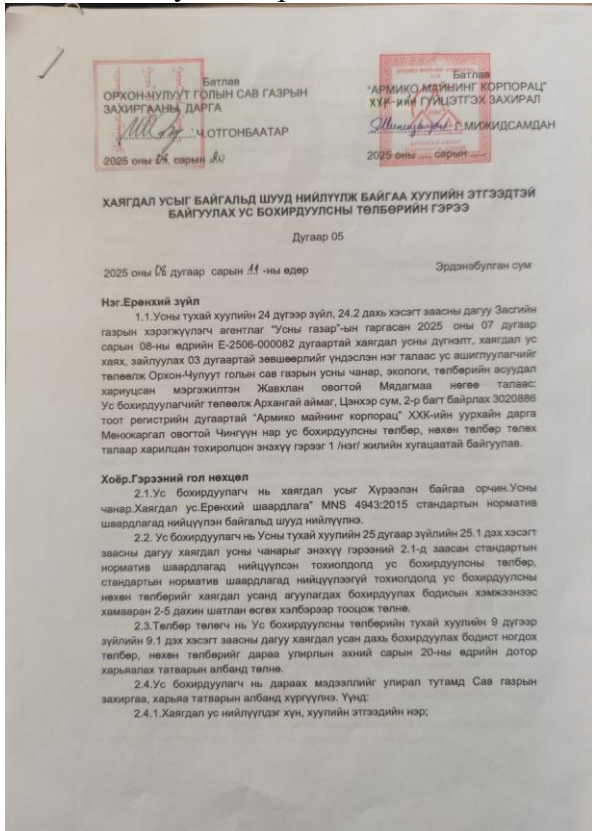 Батлав
ОРХОН-ЧУЛУУТ ГОЛЫН САВ ГАЗРЫН
ЗАХИРГААНЫ ДАРГА
Ч.ОТГОНБААТАР
2025 оны 08 сарын 20
Батлав
"АРМИКО МАЙНИНГ КОРПОРАЦ"
ХХК-ИЙН ГҮЙЦЭТГЭХ ЗАХИРАЛ
Г.МИЖИДСАМДАН
2025 оны .... сарын .....
ХАЯГДАЛ УСЫГ БАЙГАЛЬД ШУУД НИЙЛҮҮЛЖ БАЙГАА ХУУЛИЙН ЭТГЭЭДТЭЙ
БАЙГУУЛАХ УС БОХИРДУУЛСНЫ ТӨЛБӨРИЙН ГЭРЭЭ
Дугаар 05
2025 оны 08 дугаар сарын 11 -ны өдөр
Эрдэнэбулган сум
Нэг.Ерөнхий зүйл
1.1.Усны тухай хуулийн 24 дүгээр зүйл, 24.2 дахь хэсэгт заасны дагуу Засгийн
газрын хэрэгжүүлэгч агентлаг "Усны газар"-ын гаргасан 2025 оны 07 дугаар
сарын 08-ны өдрийн Е-2506-000082 дугаартай хаягдал усны дүгнэлт, хаягдал ус
хаях, зайлуулах 03 дугаартай зөвшөөрлийг үндэслэн нэг талаас ус ашиглуулагчийг
төлөөлж Орхон-Чулуут голын сав газрын усны чанар, экологи, төлбөрийн асуудал
хариуцсан мэргэжилтэн Жавхлан овогтой Мядагмаа нөгөө талаас:
Ус бохирдуулагчийг төлөөлж Архангай аймаг, Цэнхэр сум, 2-р багт байрлах 3020886
тоот регистрийн дугаартай "Армико майнинг корпорац" ХХК-ийн уурхайн дарга
Менжжаргал овогтой Чингүүн нар ус бохирдуулсны төлбөр, нөхөн төлбөр төлөх
талаар харилцан тохиролцон энэхүү гэрээг 1 /нэг/ жилийн хугацаатай байгуулав.
Хоёр.Гэрээний гол нөхцөл
2.1.Ус бохирдуулагч нь хаягдал усыг Хүрээлэн байгаа орчин.Усны
чанар.Хаягдал ус.Ерөнхий шаардлага" MNS 4943:2015 стандартын норматив
шаардлагад нийцүүлэн байгальд шууд нийлүүлнэ.
2.2. Ус бохирдуулагч нь Усны тухай хуулийн 25 дугаар зүйлийн 25.1 дэх хэсэгт
заасны дагуу хаягдал усны чанарыг энэхүү гэрээний 2.1-д заасан стандартын
норматив шаардлагад нийцүүлсэн тохиолдолд ус бохирдуулсны төлбөр,
стандартын норматив шаардлагад нийцүүлээгүй тохиолдолд ус бохирдуулсны
нөхөн төлбөрийг хаягдал усанд агуулагдах бохирдуулах бодисын хэмжээнээс
хамааран 2-5 дахин шатлан өсгөх хэлбэрээр тооцож төлнө.
2.3.Төлбөр төлөгч нь Ус бохирдуулсны төлбөрийн тухай хуулийн 9 дүгээр
зүйлийн 9.1 дэх хэсэгт заасны дагуу хаягдал усан дахь бохирдуулах бодист ногдох
төлбөр, нөхөн төлбөрийг дараа улирлын эхний сарын 20-ны өдрийн дотор
харьяалах татварын албанд төлнө.
2.4.Ус бохирдуулагч нь дараах мэдээллийг улирал тутамд Сав газрын
захиргаа, харьяа татварын албанд хүргүүлнэ. Үүнд:
2.4.1.Хаягдал ус нийлүүлдэг хүн, хуулийн этгээдийн нэр;